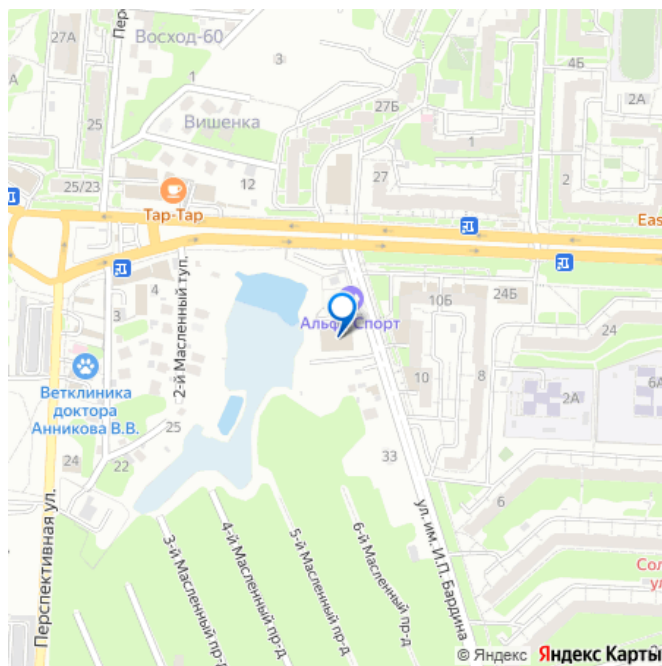 27А
Восход-60
4Б
3
2А
1
27Б
Вишенка
25
1
12
27
2
25/23
Тар-Тар
Eas
4
2-й Масленный туп.
3
10Б
24Б
Альфа Спорт
24
10
8
2А
6А
Ветклиника
доктора
Анникова В.В.
25
24
22
33
6
Перспективная ул.
3-й Масленный пр-д
4-й Масленный пр-д
5-й Масленный пр-д
6-й Масленный пр-д
ул. им. И.П. Бардина
Сол
ул
© Яндекс Яндекс Карты